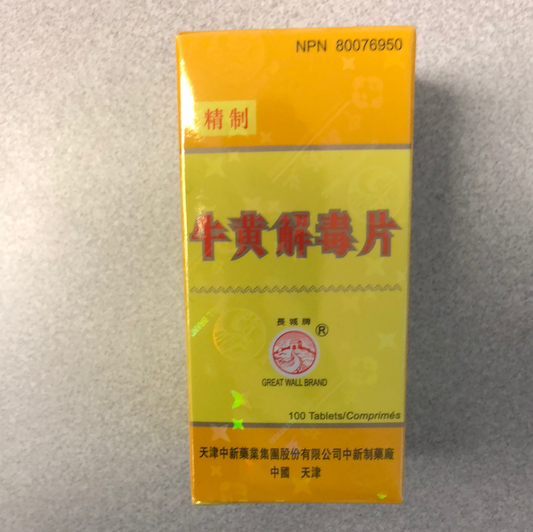 NPN 80076950
精制
牛黄解毒片
長城牌
®
GREAT WALL BRAND
100 Tablets/Comprimés
天津中新藥業集團股份有限公司中新制藥廠
中國 天津